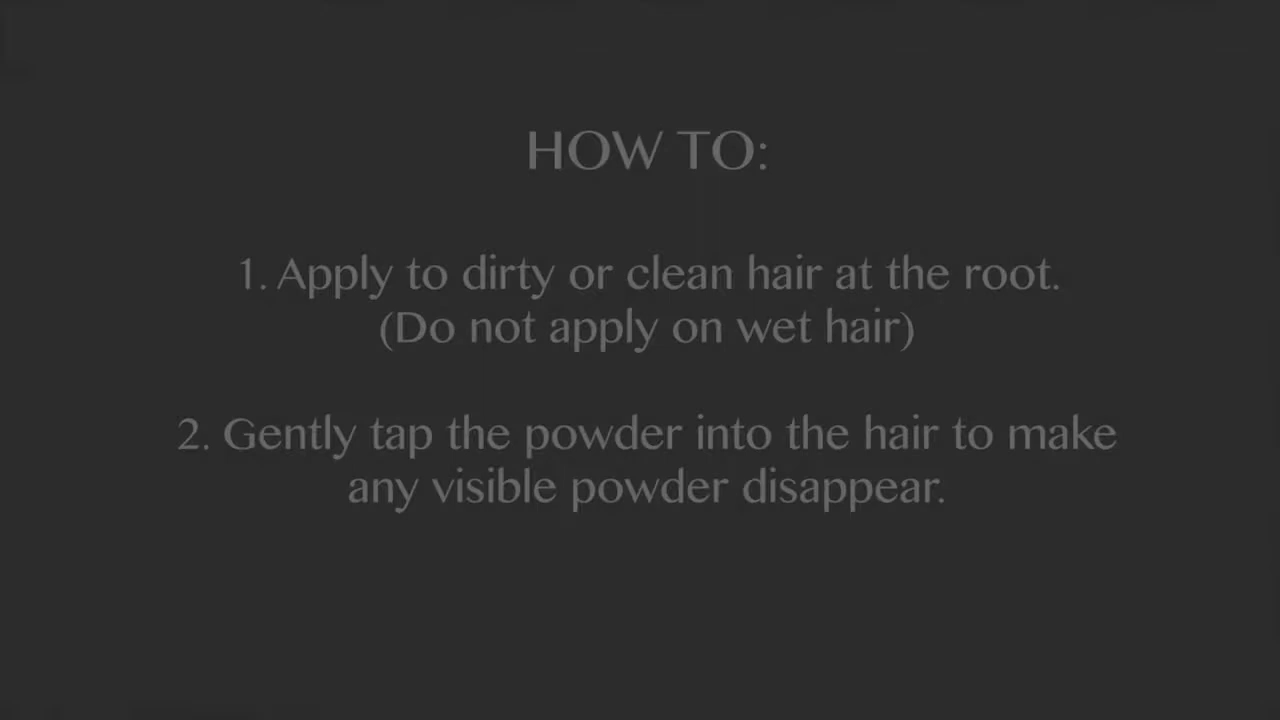 HOW TO:
1. Apply to dirty or clean hair at the root.
(Do not apply on wet hair)
2. Gently tap the powder into the hair to make
any visible powder disappear.